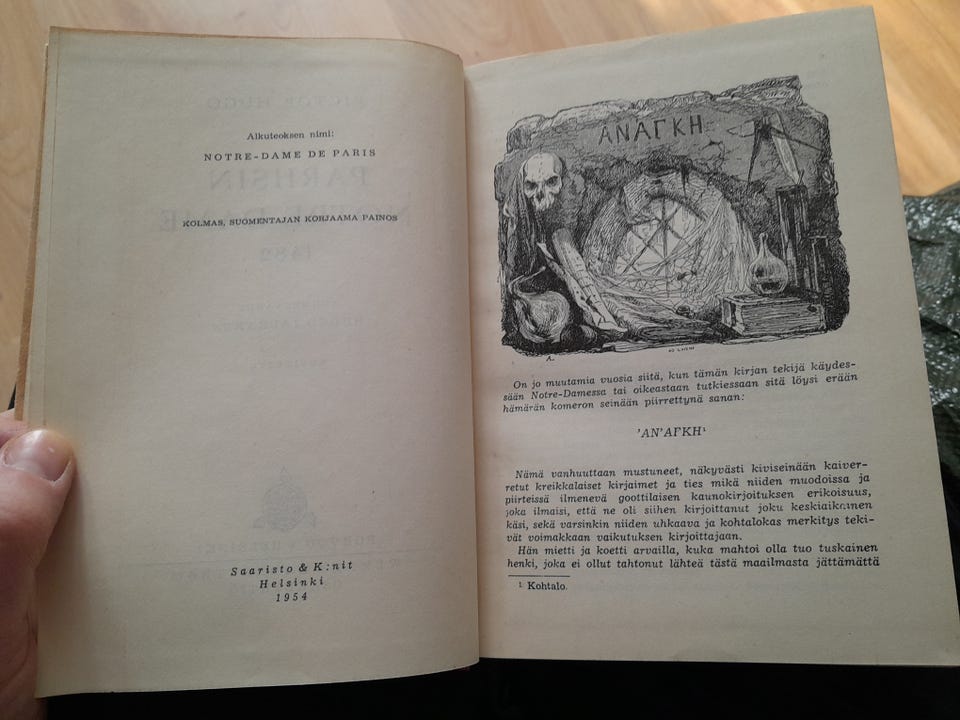 Alkuteoksen nimi:
NOTRE-DAME DE PARIS
KOLMAS, SUOMENTAJAN KORJAAMA PAINOS
Saaristo & K:nit
Helsinki
1954
ΑΝΑΓΚΗ
On jo muutamia vuosia siitä, kun tämän kirjan tekijä käydes-
sään Notre-Damessa tai oikeastaan tutkiessaan sitä löysi erään
hämärän komeron seinään piirrettynä sanan:
'ΑΝ'ΑΓΚΗ¹
Nämä vanhuuttaan mustuneet, näkyvästi kiviseinään kaiver-
retut kreikkalaiset kirjaimet ja ties mikä niiden muodoissa ja
piirteissä ilmenevä goottilaisen kaunokirjoituksen erikoisuus,
joka ilmaisi, että ne oli siihen kirjoittanut joku keskiaikainen
käsi, sekä varsinkin niiden uhkaava ja kohtalokas merkitys teki-
vät voimakkaan vaikutuksen kirjoittajaan.
Hän mietti ja koetti arvailla, kuka mahtoi olla tuo tuskainen
henki, joka ei ollut tahtonut lähteä tästä maailmasta jättämättä
¹ Kohtalo.